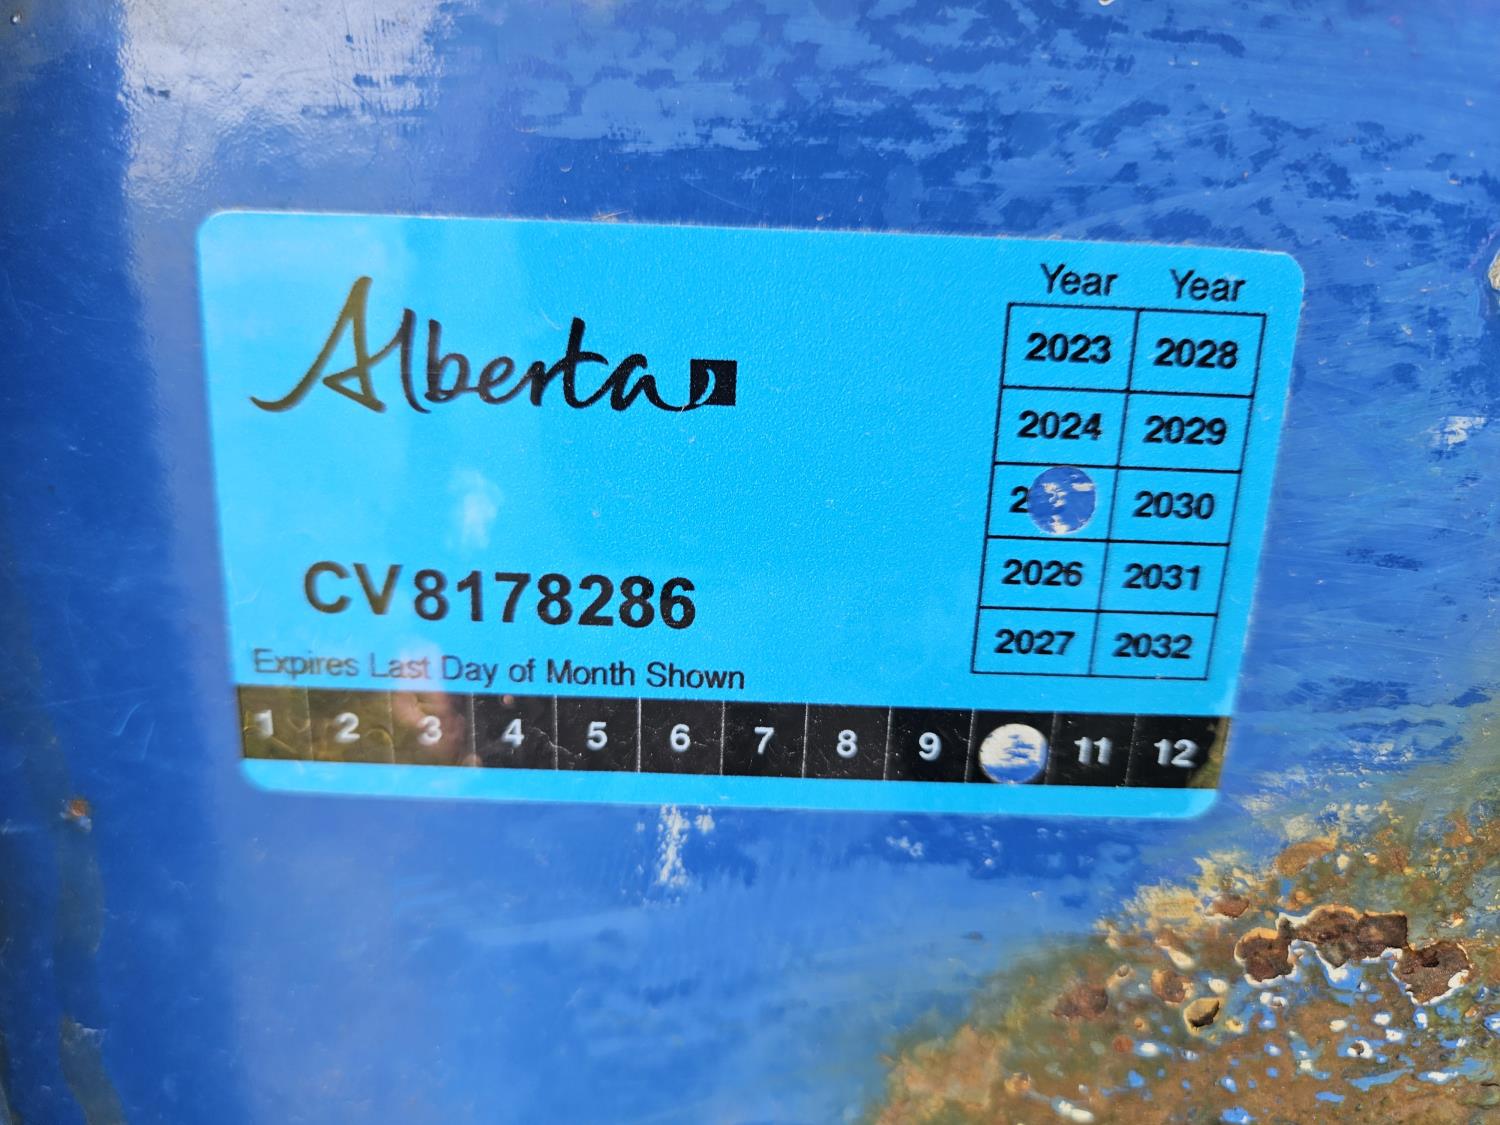 Alberta
Year Year
2023 2028
2024 2029
2 2030
2026 2031
2027 2032
CV8178286
Expires Last Day of Month Shown
1 2 3 4 5 6 7 8 9 11 12